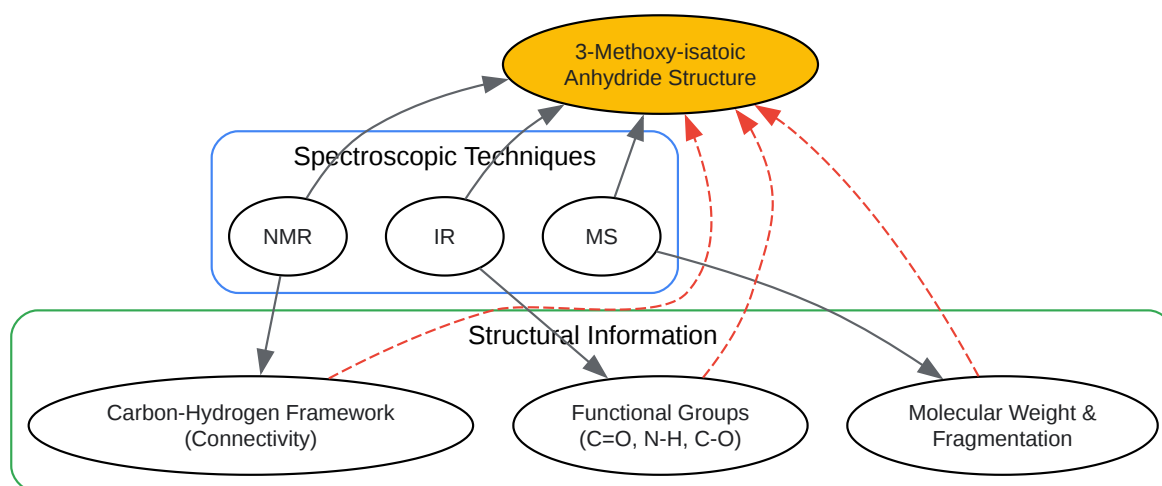 3-Methoxy-isatoic
Anhydride Structure
Spectroscopic Techniques
NMR
IR
MS
Structural Information
Carbon-Hydrogen Framework
(Connectivity)
Functional Groups
(C=O, N-H, C-O)
Molecular Weight &
Fragmentation